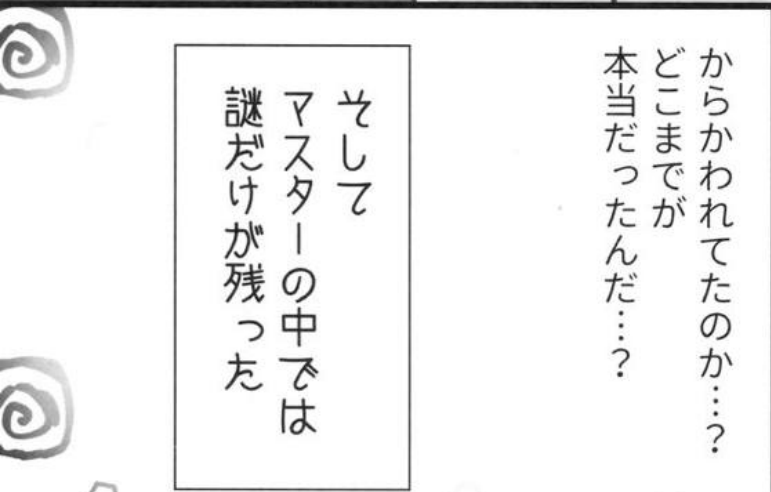 からかわれてたのか…?
どこまでが
本当だったんだ…?
そして
マスターの中では
謎だけが残った